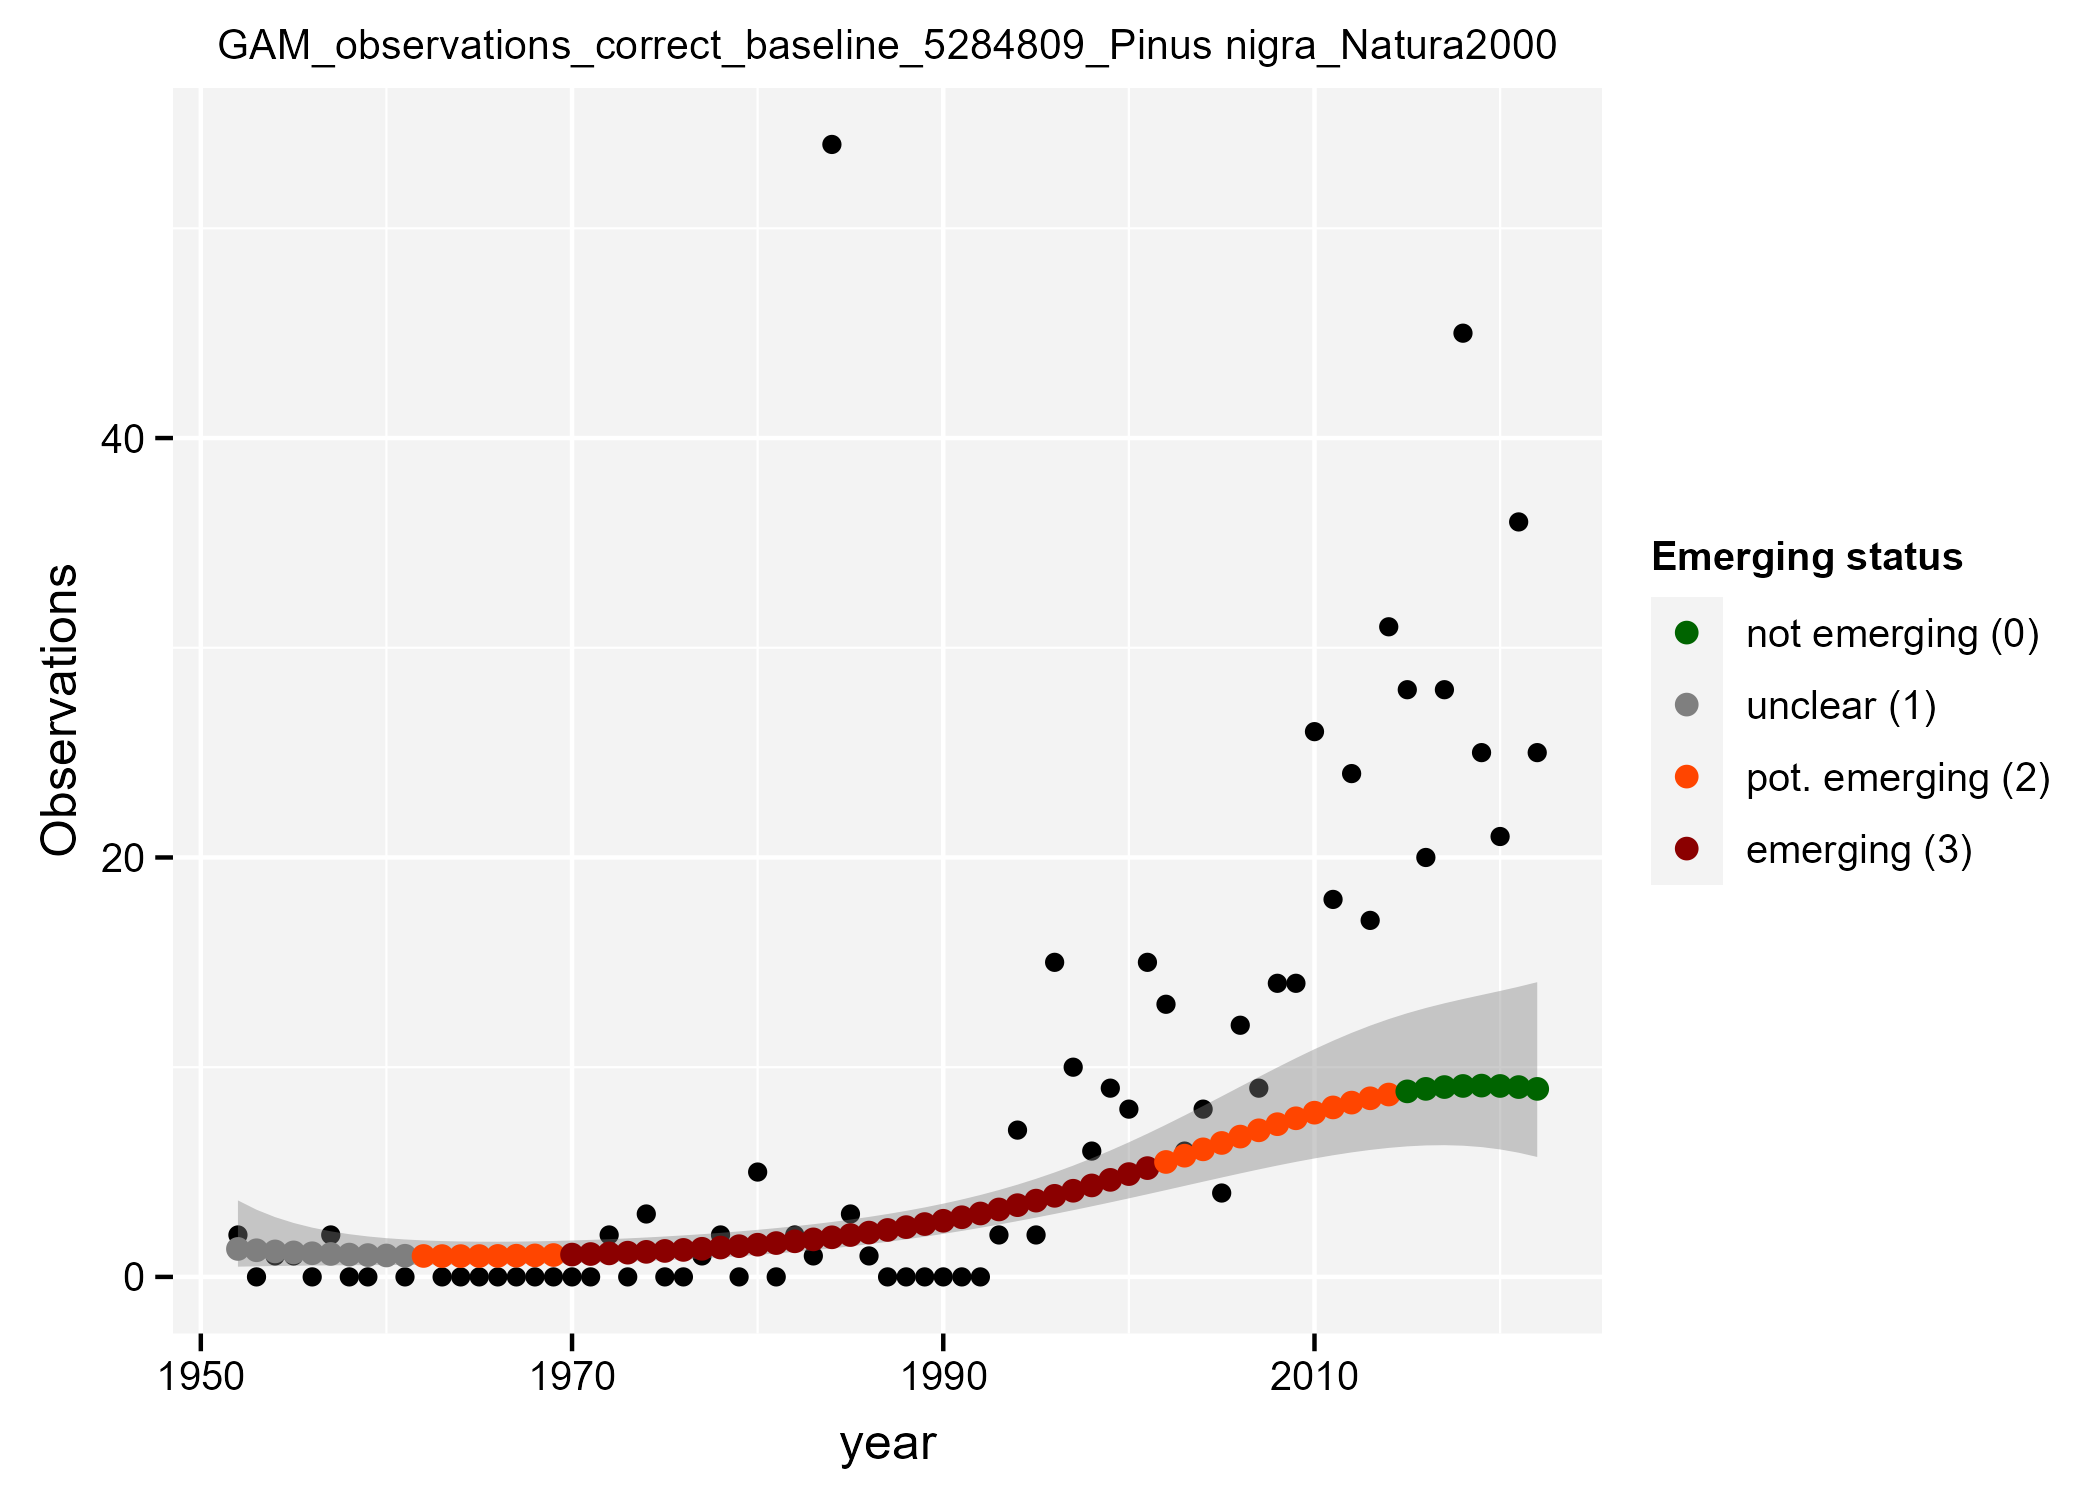 GAM_observations_correct_baseline_5284809_Pinus nigra_Natura2000
Observations
40
20
0
1950 1970 1990 2010
year
Emerging status
not emerging (0)
unclear (1)
pot. emerging (2)
emerging (3)